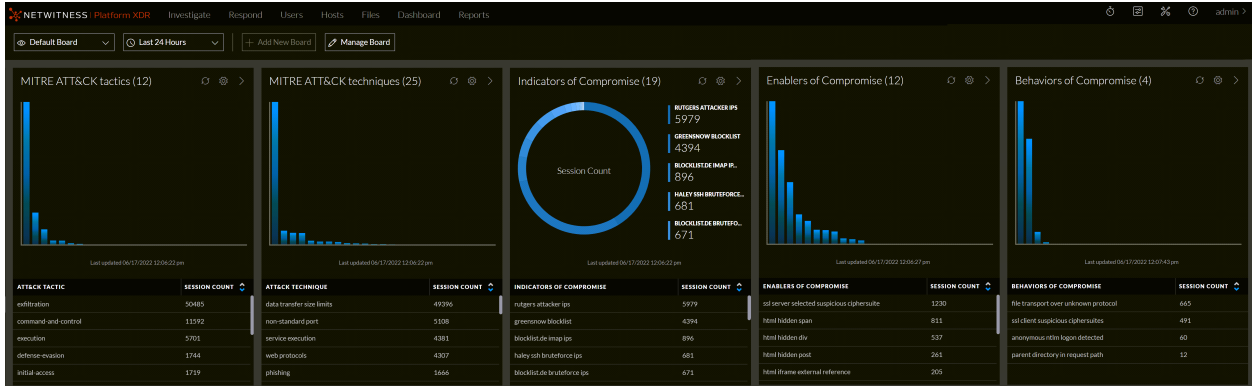 NETWITNESS Platform XDR Investigate Respond Users Hosts Files Dashboard Reports admin >
Default Board Last 24 Hours + Add New Board Manage Board
MITRE ATT&CK tactics (12)
Last updated 06/17/2022 12:06:22 pm
ATT&CK TACTIC SESSION COUNT
exfiltration 50485
command-and-control 11592
execution 5701
defense-evasion 1744
initial-access 1719
MITRE ATT&CK techniques (25)
Last updated 06/17/2022 12:06:22 pm
ATT&CK TECHNIQUE SESSION COUNT
data transfer size limits 49396
non-standard port 5108
service execution 4381
web protocols 4307
phishing 1666
Indicators of Compromise (19)
Session Count
RUTGERS ATTACKER IPS
5979
GREENSNOW BLOCKLIST
4394
BLOCKLIST.DE IMAP IP...
896
HALEY SSH BRUTEFORCE...
681
BLOCKLIST.DE BRUTEFO...
671
Last updated 06/17/2022 12:06:22 pm
INDICATORS OF COMPROMISE SESSION COUNT
rutgers attacker ips 5979
greensnow blocklist 4394
blocklist.de imap ips 896
haley ssh bruteforce ips 681
blocklist.de bruteforce ips 671
Enablers of Compromise (12)
Last updated 06/17/2022 12:06:27 pm
ENABLERS OF COMPROMISE SESSION COUNT
ssl server selected suspicious ciphersuite 1230
html hidden span 811
html hidden div 537
html hidden post 261
html iframe external reference 205
Behaviors of Compromise (4)
Last updated 06/17/2022 12:07:43 pm
BEHAVIORS OF COMPROMISE SESSION COUNT
file transport over unknown protocol 665
ssl client suspicious ciphersuites 491
anonymous ntlm logon detected 60
parent directory in request path 12